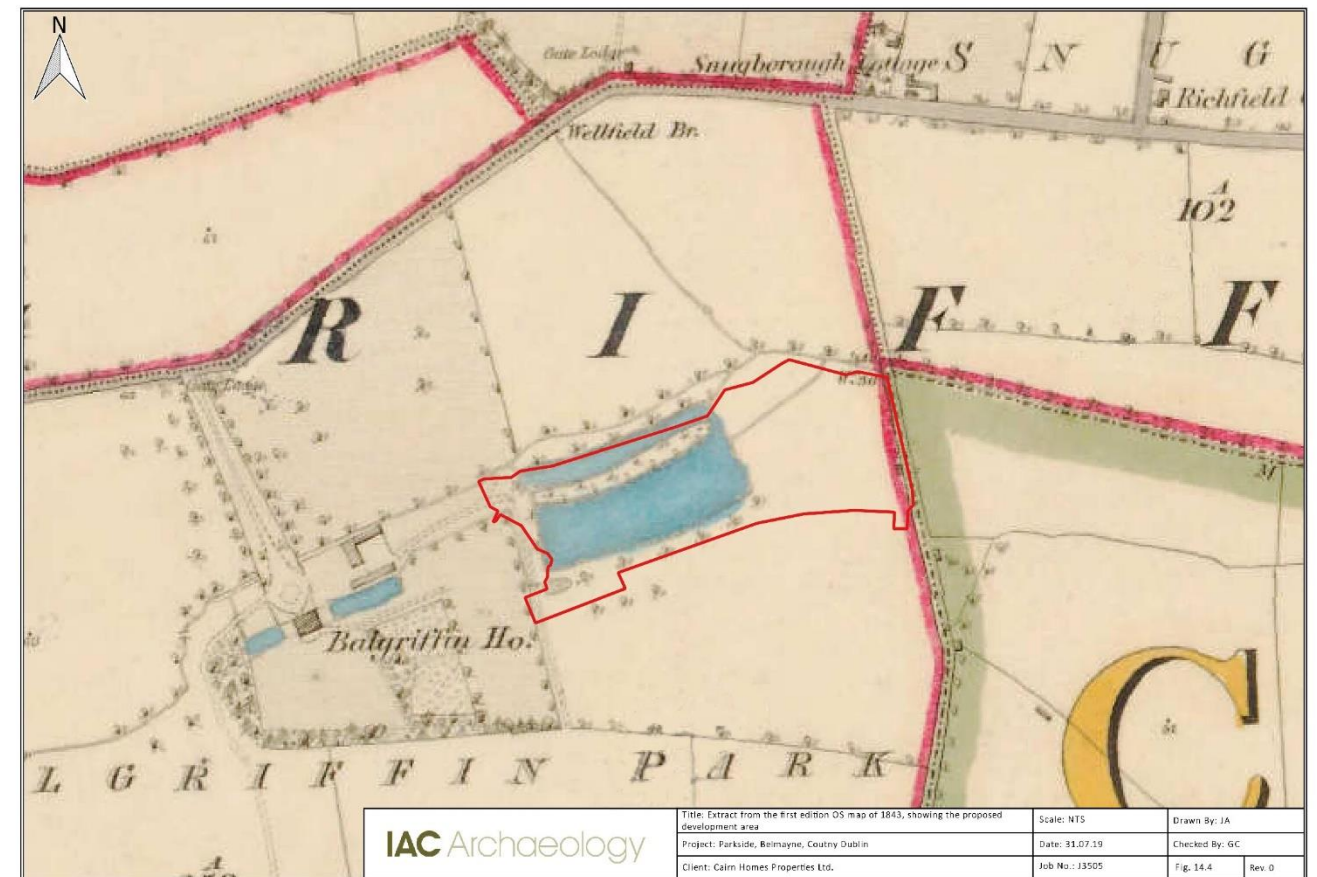 N
Gate Lodge
Snugborough Cottage
S N U G
Richfield
Wellfield Br.
A
102
R I F F
Gate Lodge
Balgriffin Ho.
C
L G R I F F I N P A R K
IAC Archaeology
Title: Extract from the first edition OS map of 1843, showing the proposed
development area
Scale: NTS
Drawn By: JA
Project: Parkside, Belmayne, Coutny Dublin
Date: 31.07.19
Checked By: GC
Client: Cairn Homes Properties Ltd.
Job No.: J3505
Fig. 14.4
Rev. 0